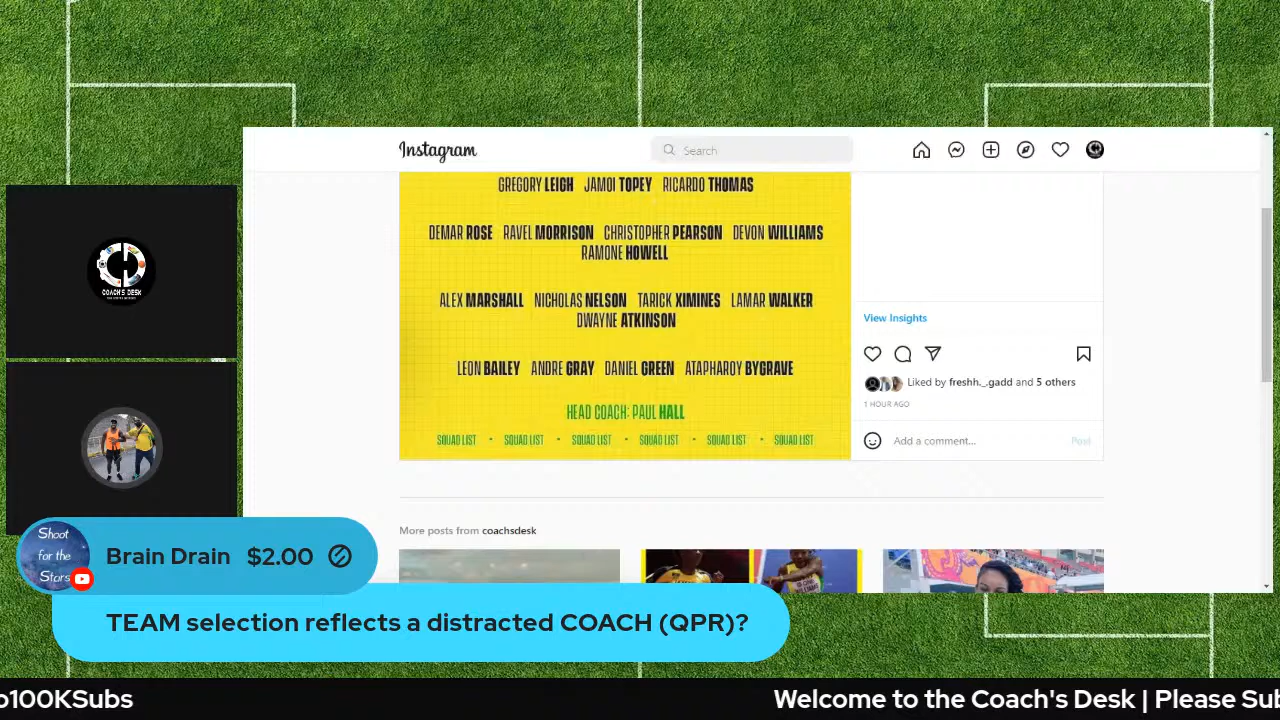 Instagram
Search
GREGORY LEIGH JAMOI TOPEY RICARDO THOMAS
DEMAR ROSE RAVEL MORRISON CHRISTOPHER PEARSON DEVON WILLIAMS
RAMONE HOWELL
ALEX MARSHALL NICHOLAS NELSON TARICK XIMINES LAMAR WALKER
DWAYNE ATKINSON
LEON BAILEY ANDRE GRAY DANIEL GREEN ATAPHAROY BYGRAVE
HEAD COACH: PAUL HALL
SQUAD LIST • SQUAD LIST • SQUAD LIST • SQUAD LIST • SQUAD LIST • SQUAD LIST
View Insights
Liked by freshh._.gadd and 5 others
1 HOUR AGO
Add a comment...
Post
More posts from coachsdesk
COACH'S DESK
Shoot
for the
Stars
Brain Drain $2.00
TEAM selection reflects a distracted COACH (QPR)?
o100KSubs
Welcome to the Coach's Desk | Please Sub